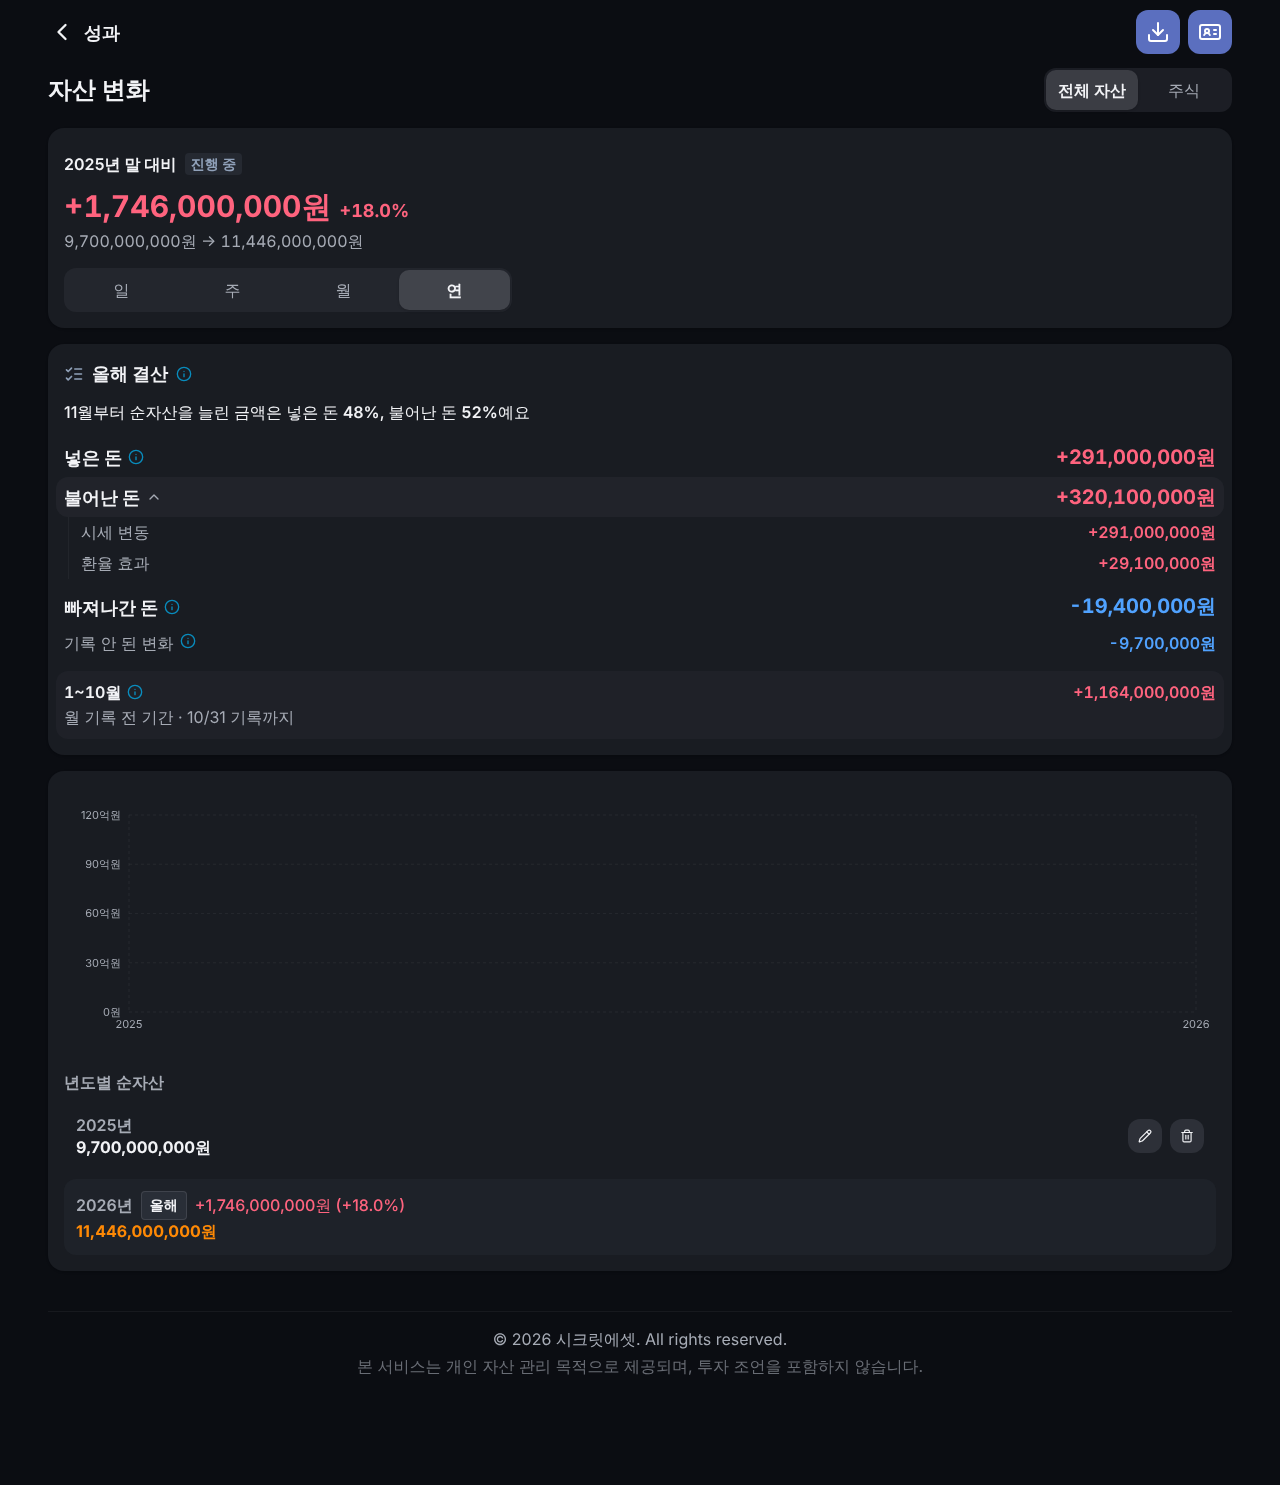 성과
자산 변화
전체 자산
주식
2025년 말 대비 진행 중
+1,746,000,000원 +18.0%
9,700,000,000원 → 11,446,000,000원
일 주 월 연
올해 결산
11월부터 순자산을 늘린 금액은 넣은 돈 48%, 불어난 돈 52%예요
넣은 돈 +291,000,000원
불어난 돈 +320,100,000원
시세 변동 +291,000,000원
환율 효과 +29,100,000원
빠져나간 돈 -19,400,000원
기록 안 된 변화 -9,700,000원
1~10월 +1,164,000,000원
월 기록 전 기간 · 10/31 기록까지
120억원
90억원
60억원
30억원
0원
2025 2026
년도별 순자산
2025년
9,700,000,000원
2026년 올해 +1,746,000,000원 (+18.0%)
11,446,000,000원
© 2026 시크릿에셋. All rights reserved.
본 서비스는 개인 자산 관리 목적으로 제공되며, 투자 조언을 포함하지 않습니다.